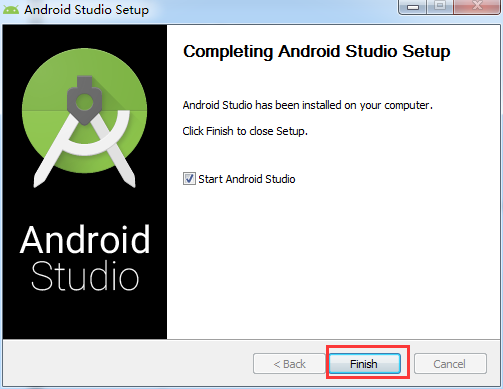 Android Studio Setup
Completing Android Studio Setup
Android Studio has been installed on your computer.
Click Finish to close Setup.
Start Android Studio
Android
Studio
< Back
Finish
Cancel